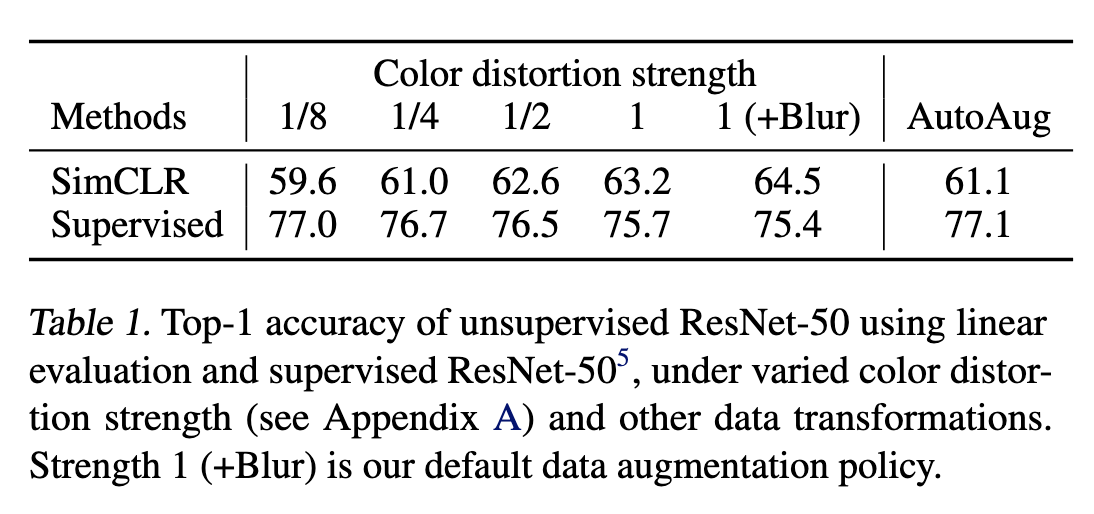 Color distortion strength
Methods 1/8 1/4 1/2 1 1 (+Blur) AutoAug
SimCLR 59.6 61.0 62.6 63.2 64.5 61.1
Supervised 77.0 76.7 76.5 75.7 75.4 77.1
Table 1. Top-1 accuracy of unsupervised ResNet-50 using linear
evaluation and supervised ResNet-50⁵, under varied color distor-
tion strength (see Appendix A) and other data transformations.
Strength 1 (+Blur) is our default data augmentation policy.